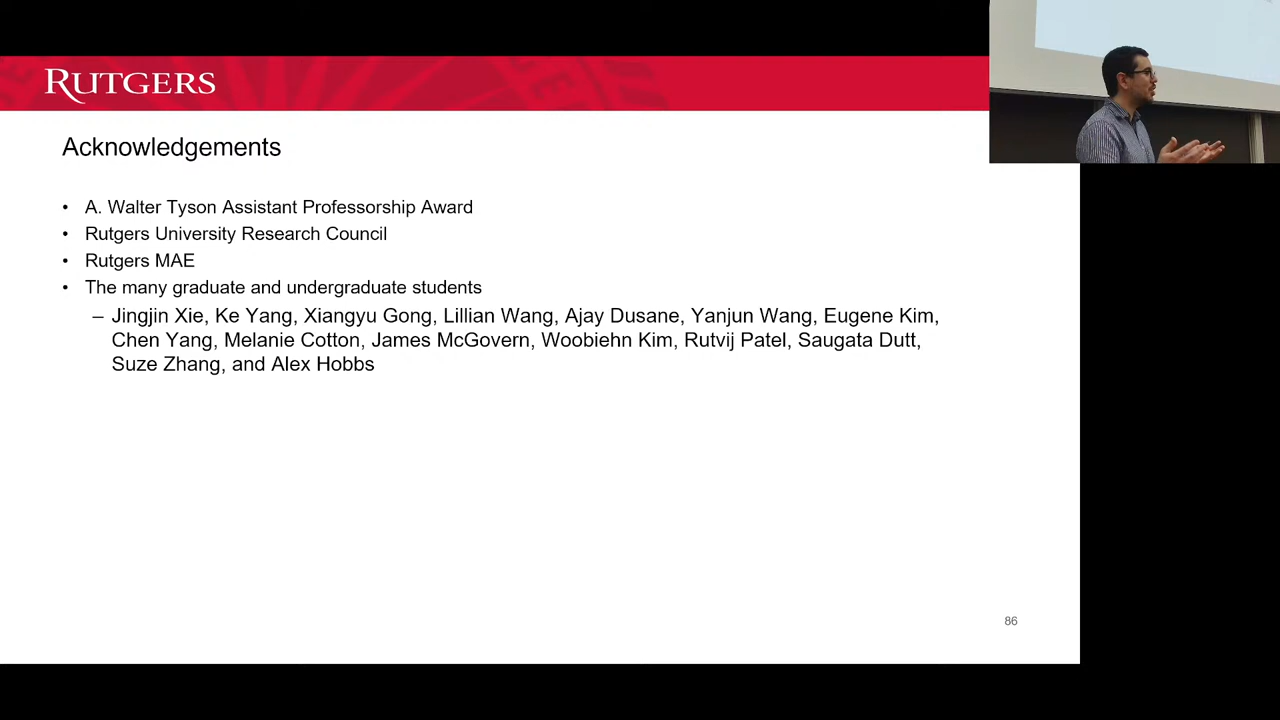 RUTGERS
Acknowledgements
• A. Walter Tyson Assistant Professorship Award
• Rutgers University Research Council
• Rutgers MAE
• The many graduate and undergraduate students
– Jingjin Xie, Ke Yang, Xiangyu Gong, Lillian Wang, Ajay Dusane, Yanjun Wang, Eugene Kim,
Chen Yang, Melanie Cotton, James McGovern, Woobiehn Kim, Rutvij Patel, Saugata Dutt,
Suze Zhang, and Alex Hobbs
86